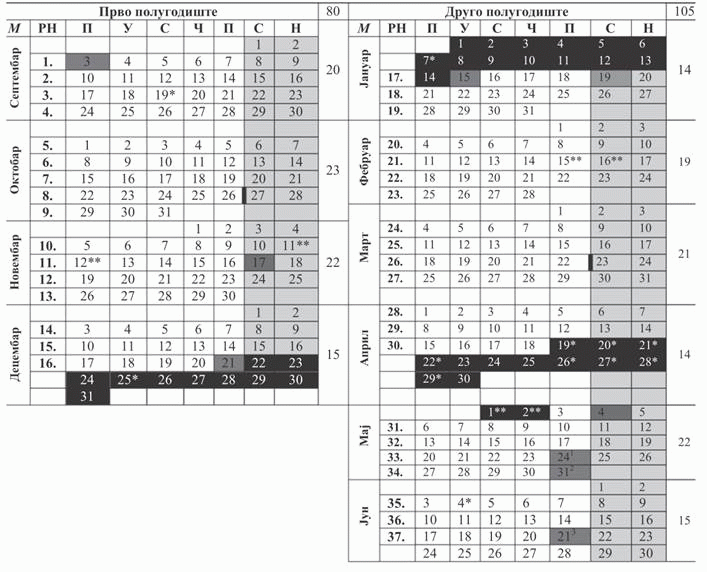 Прво полугодиште 80
М РН П У С Ч П С Н
Септембар 20
1 2
1. 3 4 5 6 7 8 9
2. 10 11 12 13 14 15 16
3. 17 18 19* 20 21 22 23
4. 24 25 26 27 28 29 30
Октобар 23
5. 1 2 3 4 5 6 7
6. 8 9 10 11 12 13 14
7. 15 16 17 18 19 20 21
8. 22 23 24 25 26 27 28
9. 29 30 31
Новембар 22
1 2 3 4
10. 5 6 7 8 9 10 11**
11. 12** 13 14 15 16 17 18
12. 19 20 21 22 23 24 25
13. 26 27 28 29 30
Децембар 15
1 2
14. 3 4 5 6 7 8 9
15. 10 11 12 13 14 15 16
16. 17 18 19 20 21 22 23
24 25* 26 27 28 29 30
31
Друго полугодиште 105
М РН П У С Ч П С Н
Јануар 14
1 2 3 4 5 6
7* 8 9 10 11 12 13
17. 14 15 16 17 18 19 20
18. 21 22 23 24 25 26 27
19. 28 29 30 31
Фебруар 19
1 2 3
20. 4 5 6 7 8 9 10
21. 11 12 13 14 15** 16** 17
22. 18 19 20 21 22 23 24
23. 25 26 27 28
Март 21
1 2 3
24. 4 5 6 7 8 9 10
25. 11 12 13 14 15 16 17
26. 18 19 20 21 22 23 24
27. 25 26 27 28 29 30 31
Април 14
28. 1 2 3 4 5 6 7
29. 8 9 10 11 12 13 14
30. 15 16 17 18 19* 20* 21*
22* 23 24 25 26* 27* 28*
29* 30
Мај 22
1** 2** 3 4 5
31. 6 7 8 9 10 11 12
32. 13 14 15 16 17 18 19
33. 20 21 22 23 24¹ 25 26
34. 27 28 29 30 31²
Јун 15
1 2
35. 3 4* 5 6 7 8 9
36. 10 11 12 13 14 15 16
37. 17 18 19 20 21³ 22 23
24 25 26 27 28 29 30